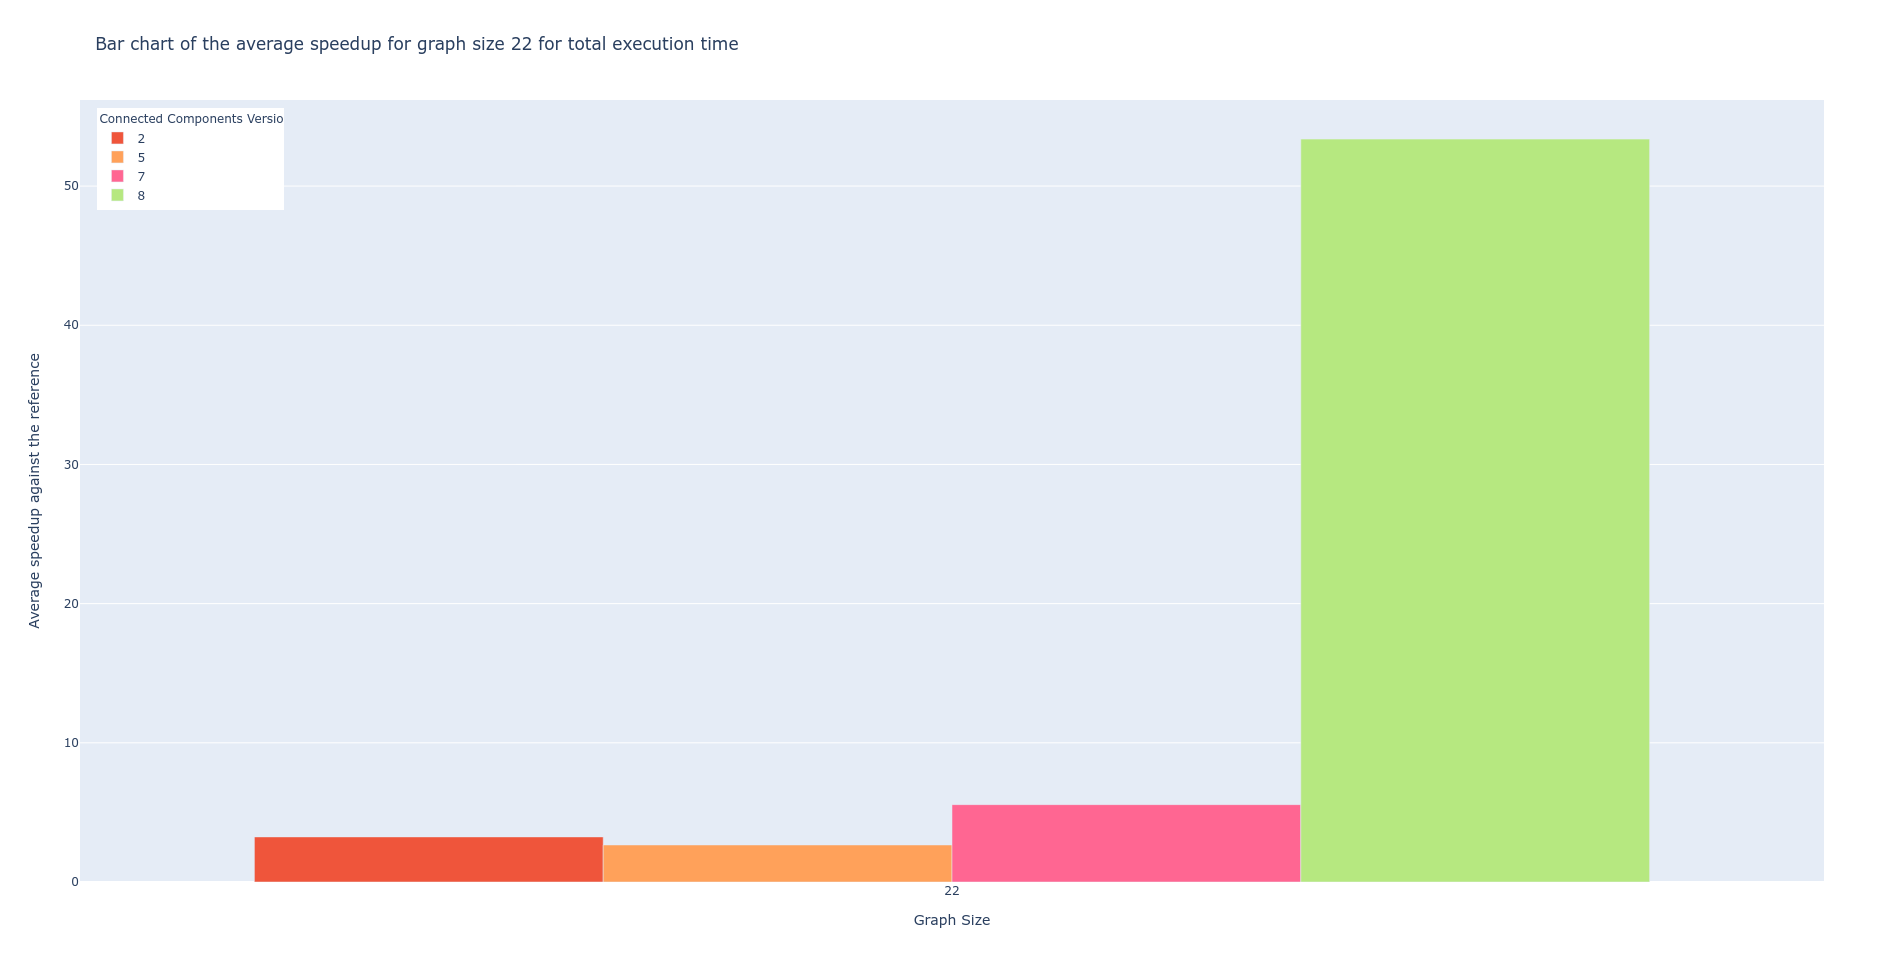 Bar chart of the average speedup for graph size 22 for total execution time
Connected Components Versio
2
5
7
8
50
40
30
20
10
0
Average speedup against the reference
22
Graph Size